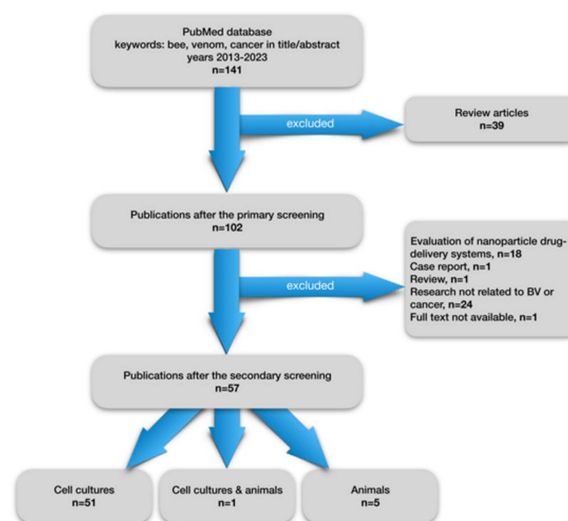 PubMed database
keywords: bee, venom, cancer in title/abstract
years 2013-2023
n=141
excluded
Review articles
n=39
Publications after the primary screening
n=102
excluded
Evaluation of nanoparticle drug-
delivery systems, n=18
Case report, n=1
Review, n=1
Research not related to BV or
cancer, n=24
Full text not available, n=1
Publications after the secondary screening
n=57
Cell cultures
n=51
Cell cultures & animals
n=1
Animals
n=5